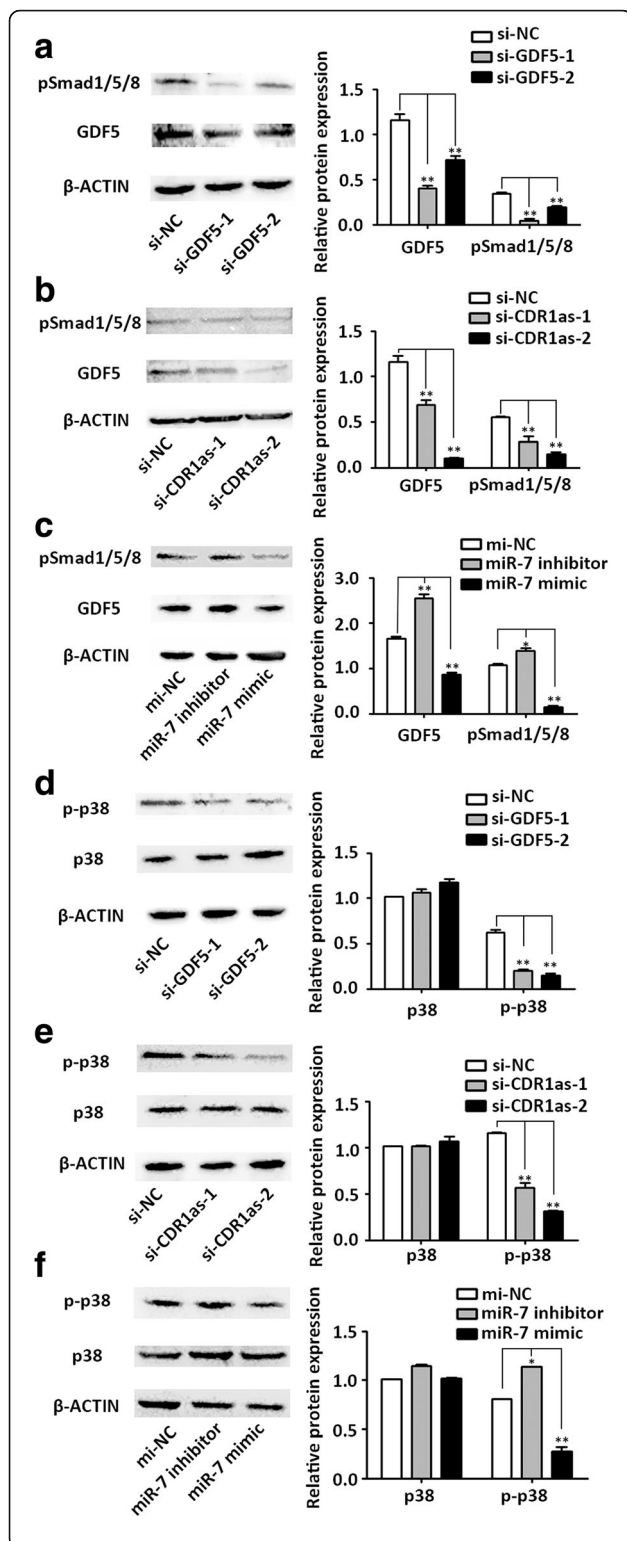 a
pSmad1/5/8
GDF5
β-ACTIN
si-NC
si-GDF5-1
si-GDF5-2
si-NC
si-GDF5-1
si-GDF5-2
Relative protein expression
1.5
1.0
0.5
0.0
**
**
**
**
GDF5
pSmad1/5/8
b
pSmad1/5/8
GDF5
β-ACTIN
si-NC
si-CDR1as-1
si-CDR1as-2
si-NC
si-CDR1as-1
si-CDR1as-2
Relative protein expression
1.5
1.0
0.5
0.0
**
**
**
**
GDF5
pSmad1/5/8
c
pSmad1/5/8
GDF5
β-ACTIN
mi-NC
miR-7 inhibitor
miR-7 mimic
mi-NC
miR-7 inhibitor
miR-7 mimic
Relative protein expression
3.0
2.0
1.0
0.0
**
**
*
**
GDF5
pSmad1/5/8
d
p-p38
p38
β-ACTIN
si-NC
si-GDF5-1
si-GDF5-2
si-NC
si-GDF5-1
si-GDF5-2
Relative protein expression
1.5
1.0
0.5
0.0
**
**
p38
p-p38
e
p-p38
p38
β-ACTIN
si-NC
si-CDR1as-1
si-CDR1as-2
si-NC
si-CDR1as-1
si-CDR1as-2
Relative protein expression
1.5
1.0
0.5
0.0
**
**
p38
p-p38
f
p-p38
p38
β-ACTIN
mi-NC
miR-7 inhibitor
miR-7 mimic
mi-NC
miR-7 inhibitor
miR-7 mimic
Relative protein expression
1.5
1.0
0.5
0.0
*
**
p38
p-p38